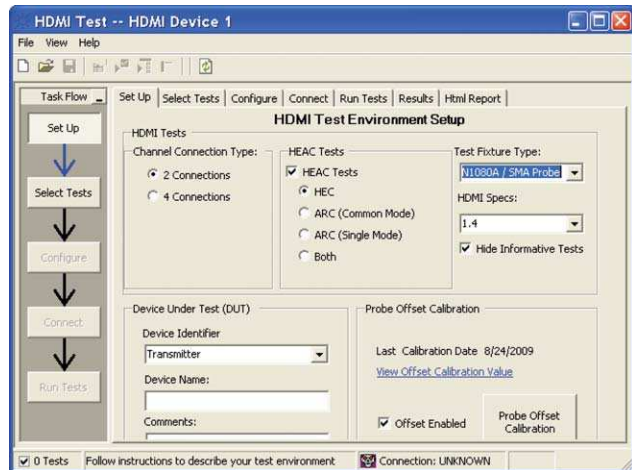 HDMI Test -- HDMI Device 1
File View Help
Task Flow
Set Up
Select Tests
Configure
Connect
Run Tests
Set Up Select Tests Configure Connect Run Tests Results Html Report
HDMI Test Environment Setup
HDMI Tests
Channel Connection Type:
2 Connections
4 Connections
HEAC Tests
HEAC Tests
HEC
ARC (Common Mode)
ARC (Single Mode)
Both
Test Fixture Type:
N1080A / SMA Probe
HDMI Specs:
1.4
Hide Informative Tests
Device Under Test (DUT)
Device Identifier
Transmitter
Device Name:
Comments:
Probe Offset Calibration
Last Calibration Date 8/24/2009
View Offset Calibration Value
Offset Enabled
Probe Offset
Calibration
0 Tests Follow instructions to describe your test environment Connection: UNKNOWN